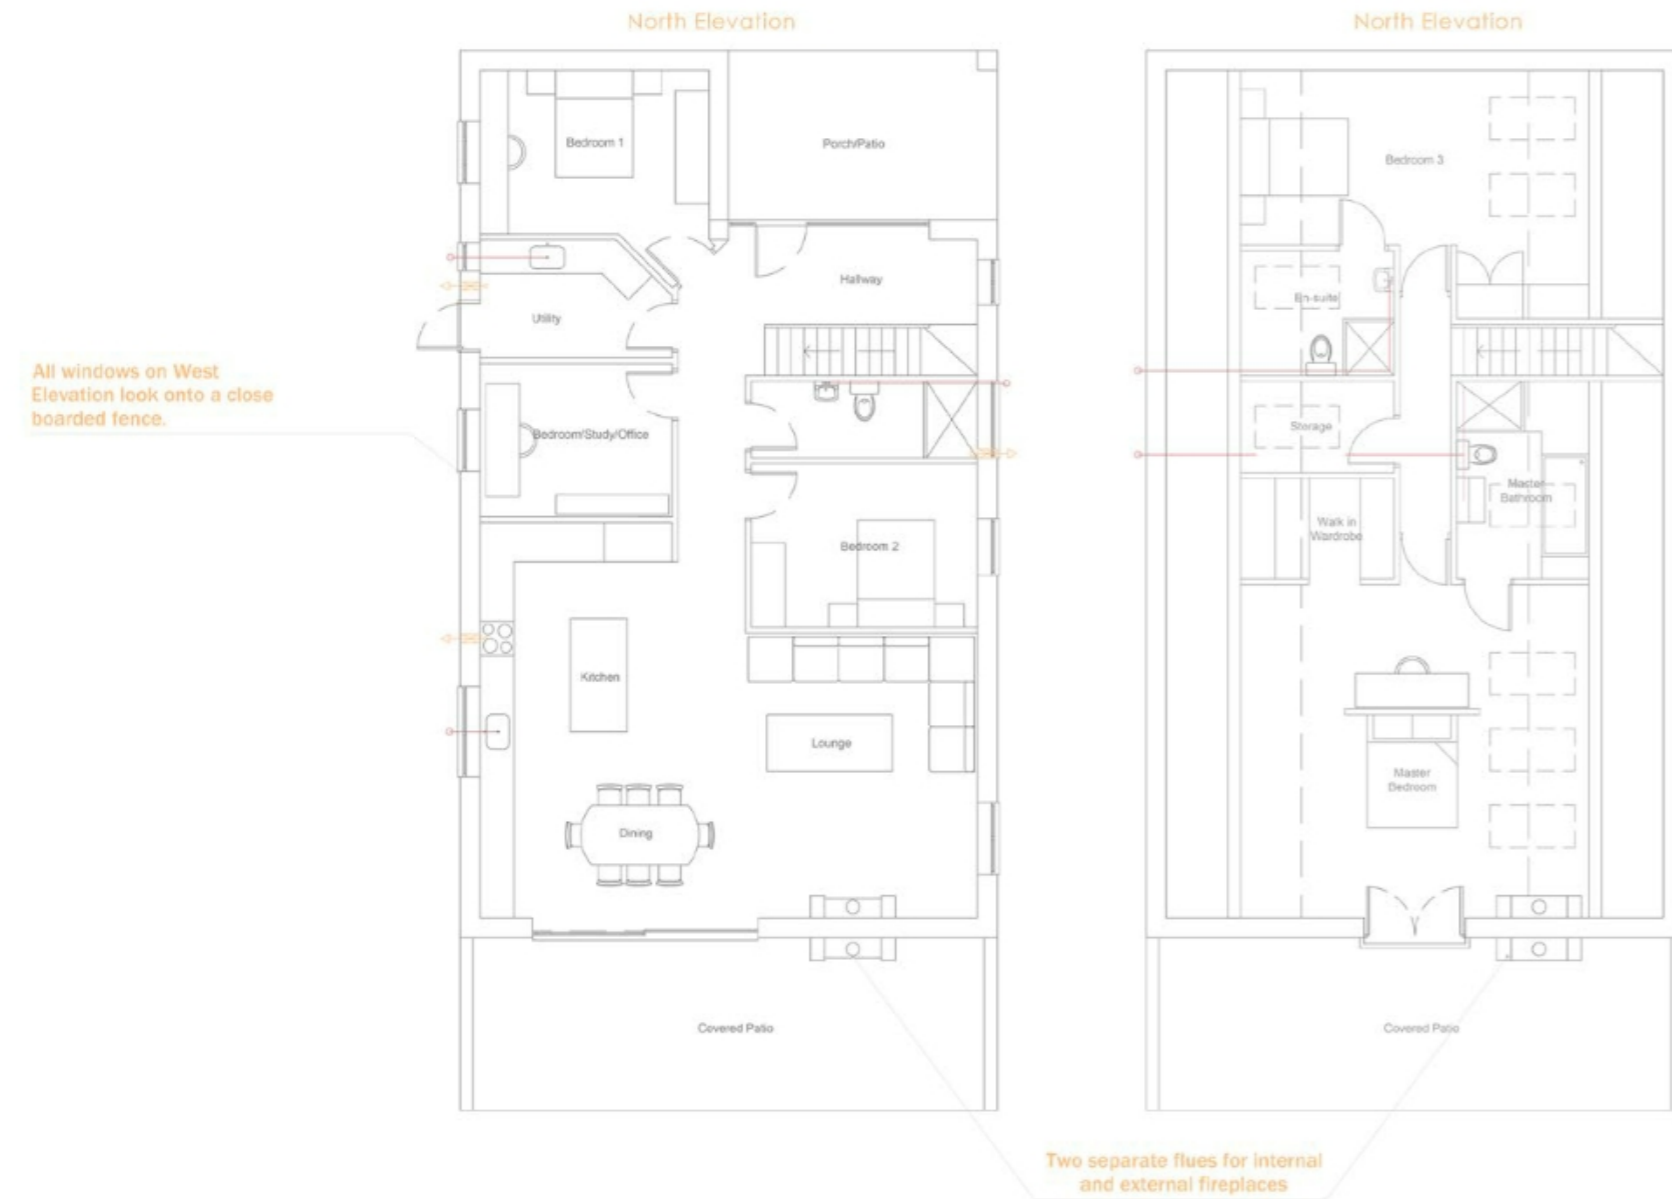 North Elevation
North Elevation
Bedroom 1
Porch/Patio
Bedroom 3
Hallway
En-suite
Utility
All windows on West
Elevation look onto a close
boarded fence.
Bedroom/Study/Office
Storage
Master
Bathroom
Walk in
Wardrobe
Bedroom 2
Kitchen
Lounge
Master
Bedroom
Dining
Covered Patio
Covered Patio
Two separate flues for internal
and external fireplaces